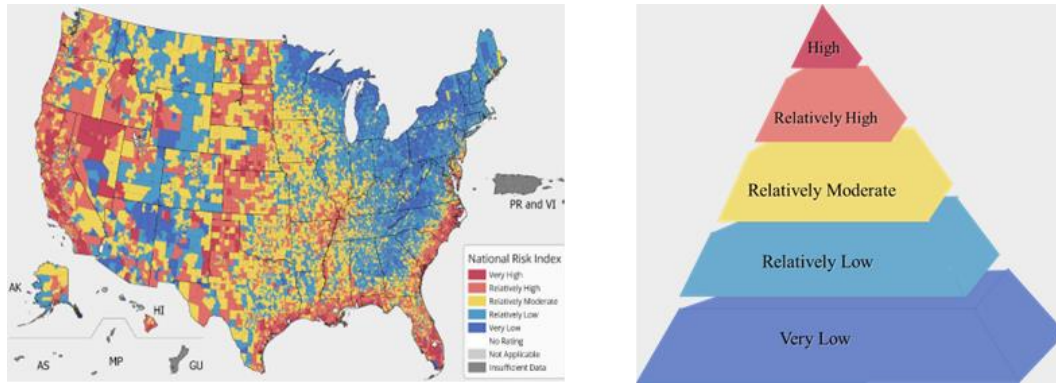 PR and VI
National Risk Index
Very High
Relatively High
Relatively Moderate
Relatively Low
Very Low
No Rating
Not Applicable
Insufficient Data
AK
HI
AS
MP
GU
High
Relatively High
Relatively Moderate
Relatively Low
Very Low